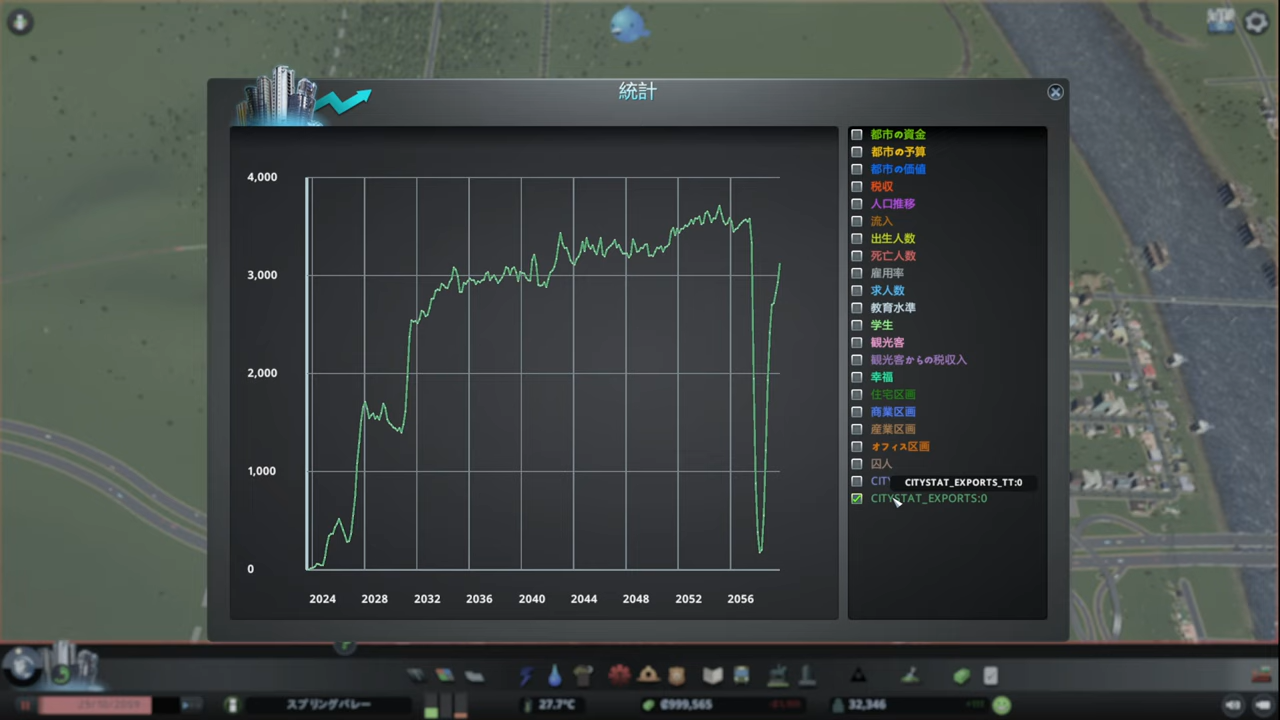 統計
4,000
3,000
2,000
1,000
0
2024 2028 2032 2036 2040 2044 2048 2052 2056
都市の資金
都市の予算
都市の価値
税収
人口推移
流入
出生人数
死亡人数
雇用率
求人数
教育水準
学生
観光客
観光客からの税収入
幸福
住宅区画
商業区画
産業区画
オフィス区画
囚人
CITY
CITYSTAT_EXPORTS_TT:0
CITYSTAT_EXPORTS:0
スプリングバレー
27.7°C
₡999,565
32,346